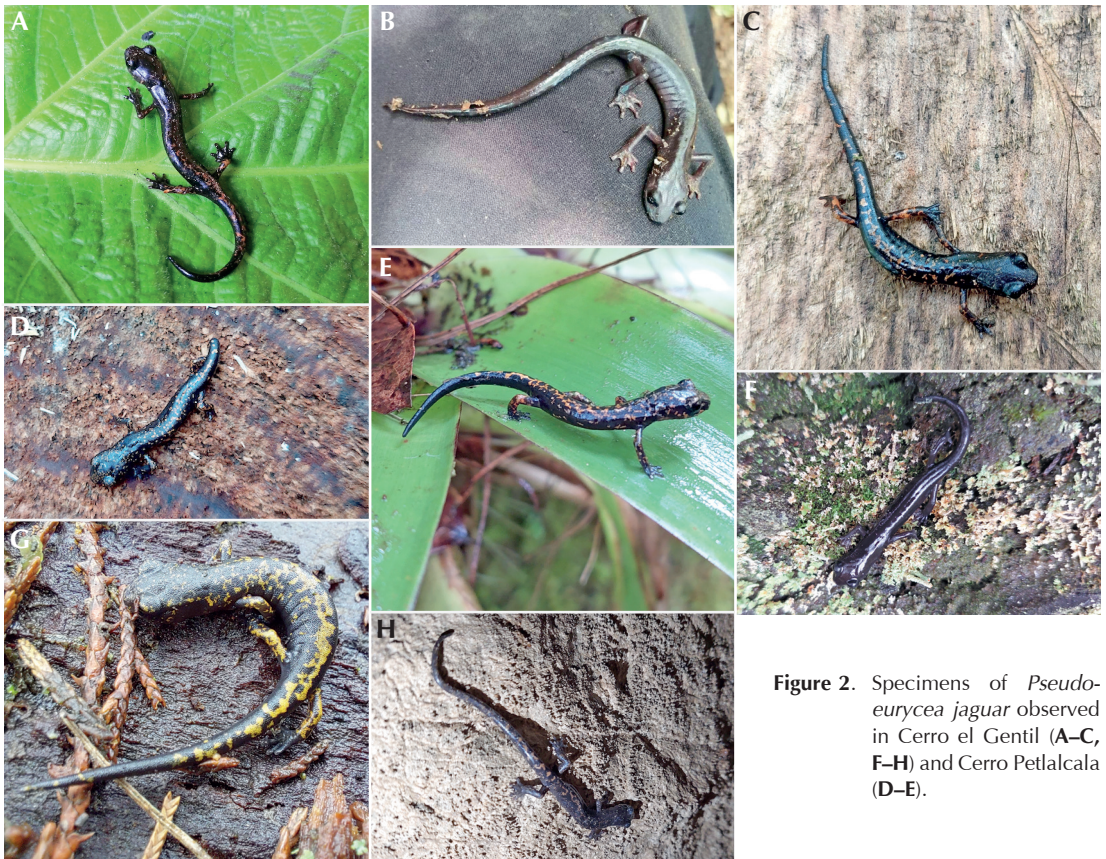 A
B
C
D
E
F
G
H
Figure 2. Specimens of Pseudo-
eurycea jaguar observed
in Cerro el Gentil (A–C,
F–H) and Cerro Petlalcala
(D–E).